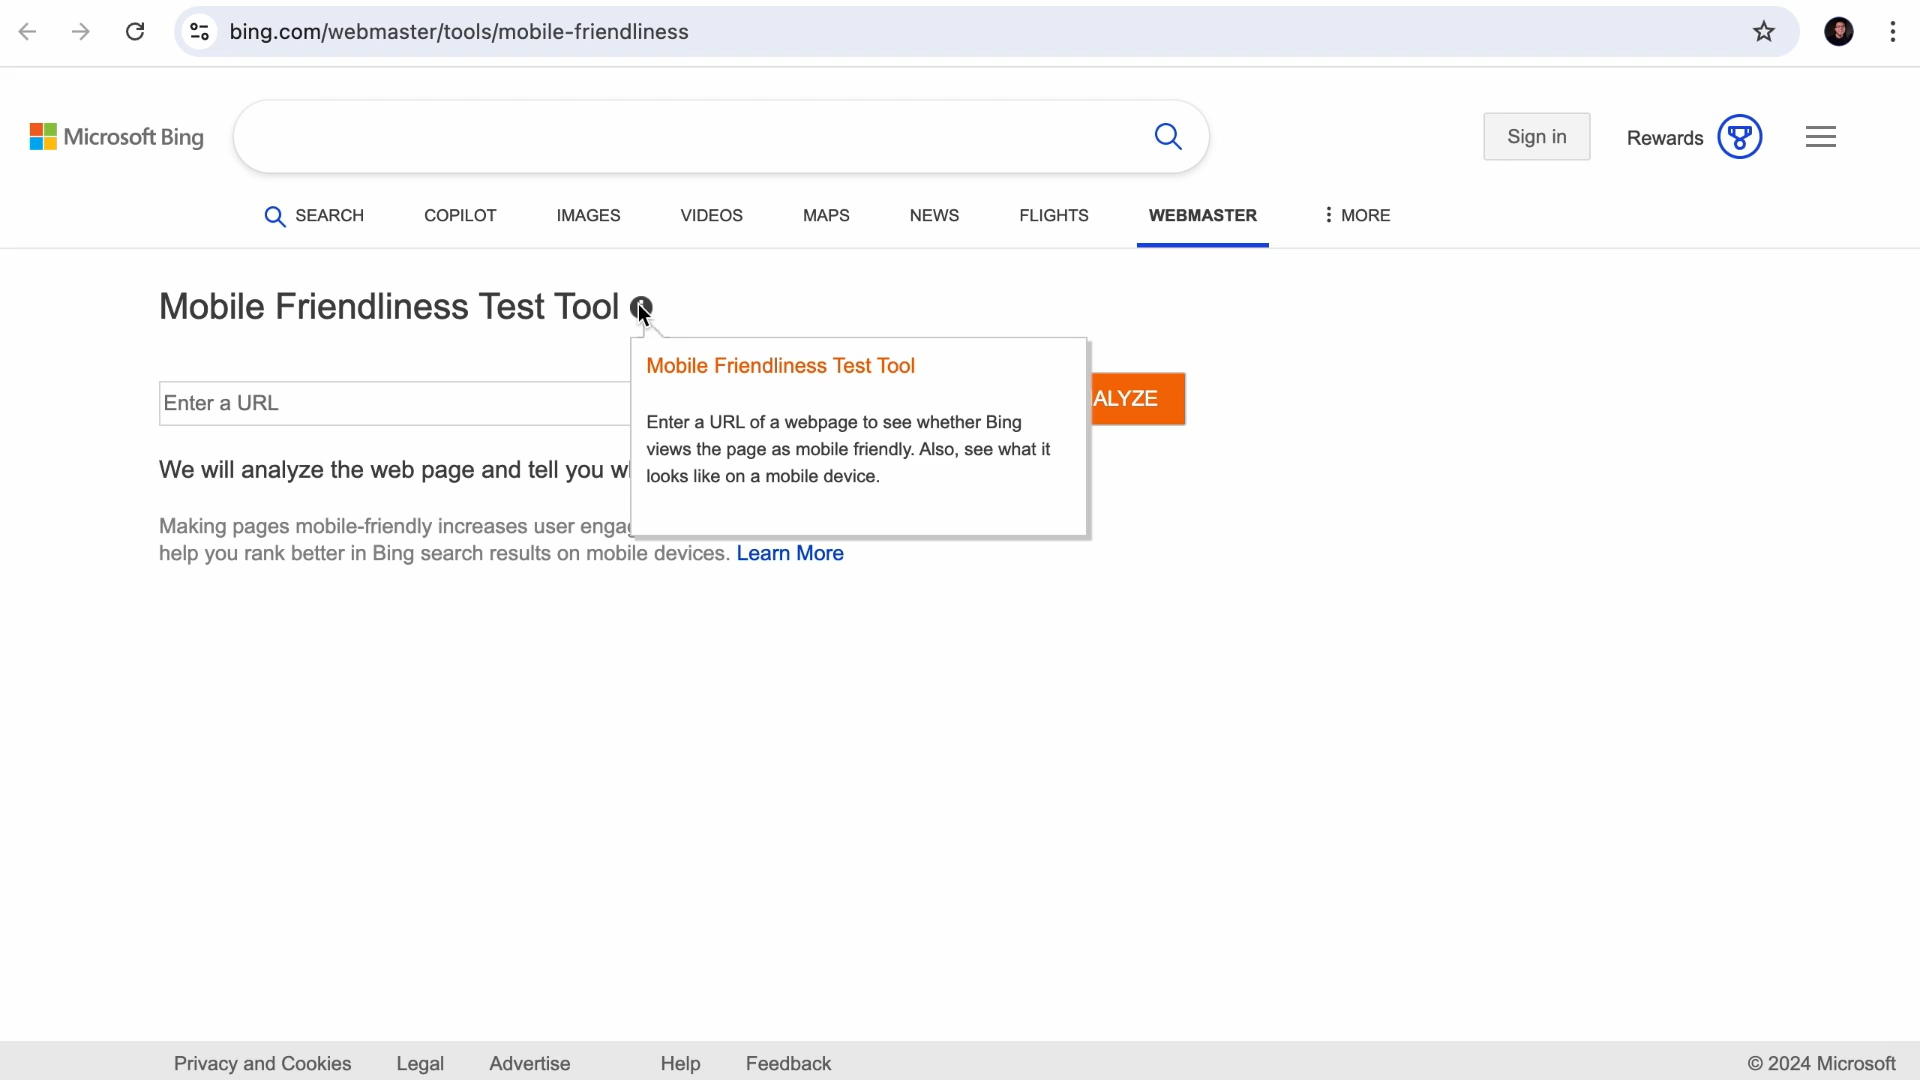 bing.com/webmaster/tools/mobile-friendliness
Microsoft Bing
Sign in
Rewards
SEARCH
COPILOT
IMAGES
VIDEOS
MAPS
NEWS
FLIGHTS
WEBMASTER
MORE
Mobile Friendliness Test Tool
Mobile Friendliness Test Tool
Enter a URL of a webpage to see whether Bing
views the page as mobile friendly. Also, see what it
looks like on a mobile device.
Enter a URL
ALYZE
We will analyze the web page and tell you
Making pages mobile-friendly increases user
help you rank better in Bing search results on mobile devices. Learn More
Privacy and Cookies
Legal
Advertise
Help
Feedback
© 2024 Microsoft